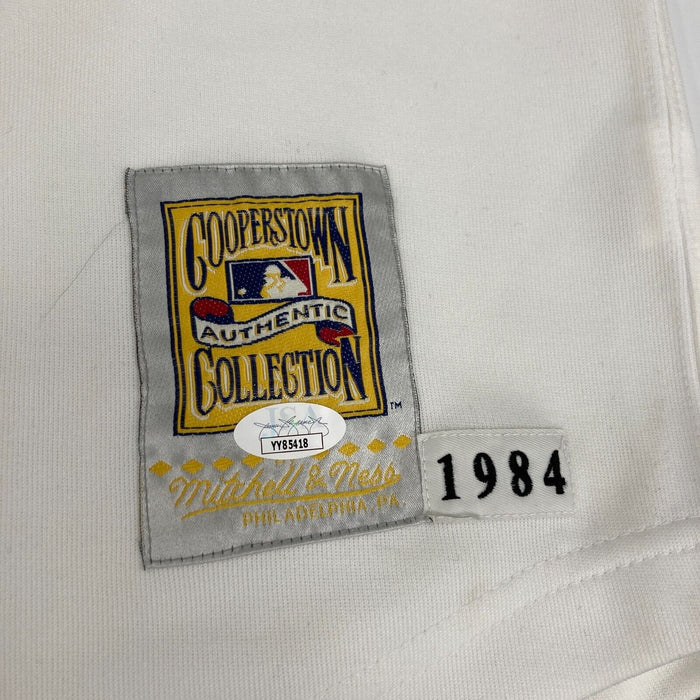 COOPERSTOWN
AUTHENTIC
COLLECTION
TM
JSA
YY85418
Mitchell & Ness
PHILADELPHIA, PA
1984